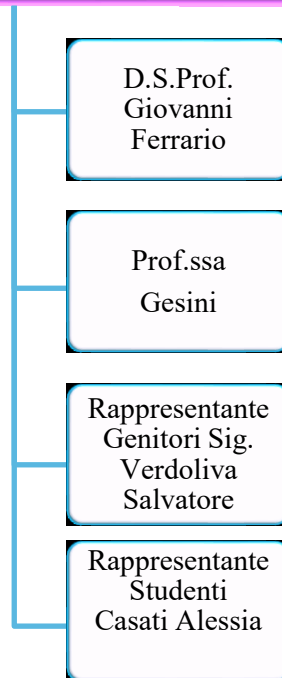 D.S.Prof.
Giovanni
Ferrario
Prof.ssa
Gesini
Rappresentante
Genitori Sig.
Verdoliva
Salvatore
Rappresentante
Studenti
Casati Alessia